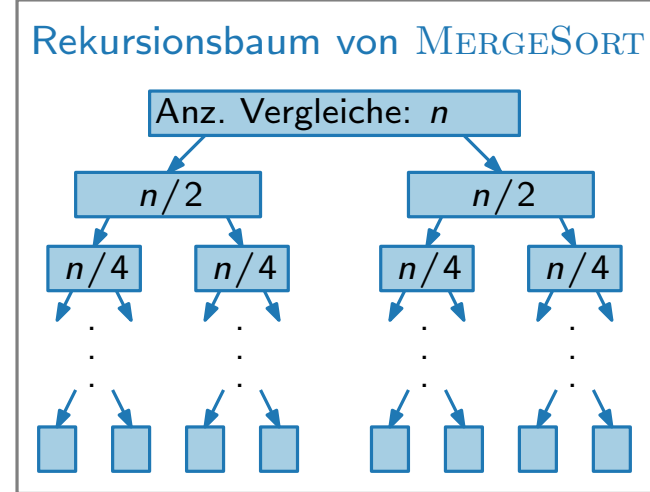 Rekursionsbaum von MERGESORT
Anz. Vergleiche: n
n/2 n/2
n/4 n/4 n/4 n/4